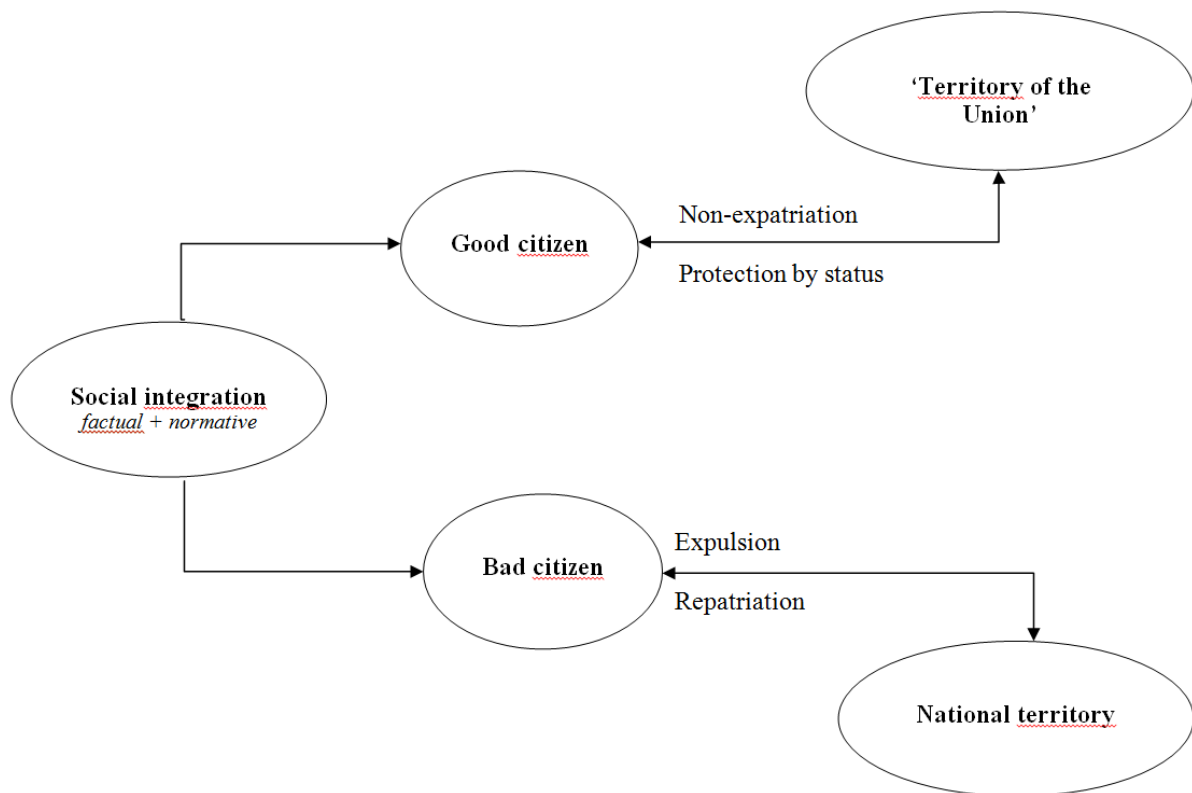 ‘Territory of the
Union’
Non-expatriation
Good citizen
Protection by status
Social integration
factual + normative
Expulsion
Bad citizen
Repatriation
National territory